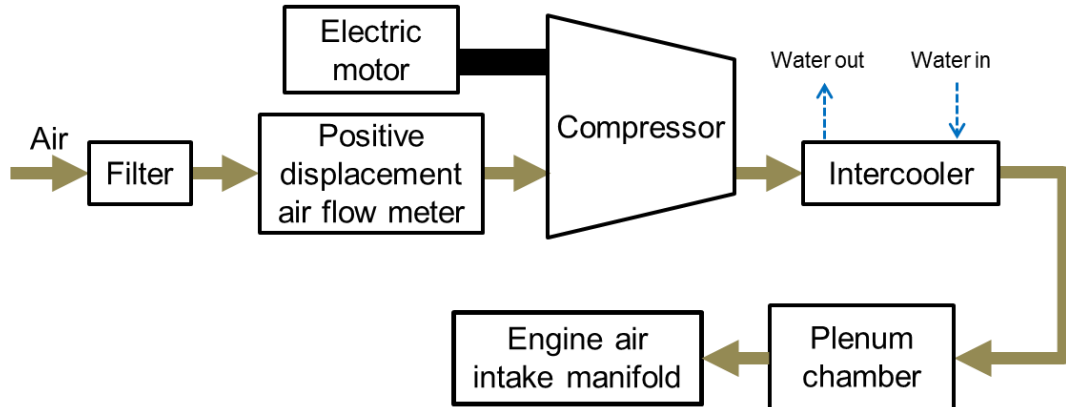 Electric
motor
Water out
Water in
Air
Filter
Positive
displacement
air flow meter
Compressor
Intercooler
Engine air
intake manifold
Plenum
chamber